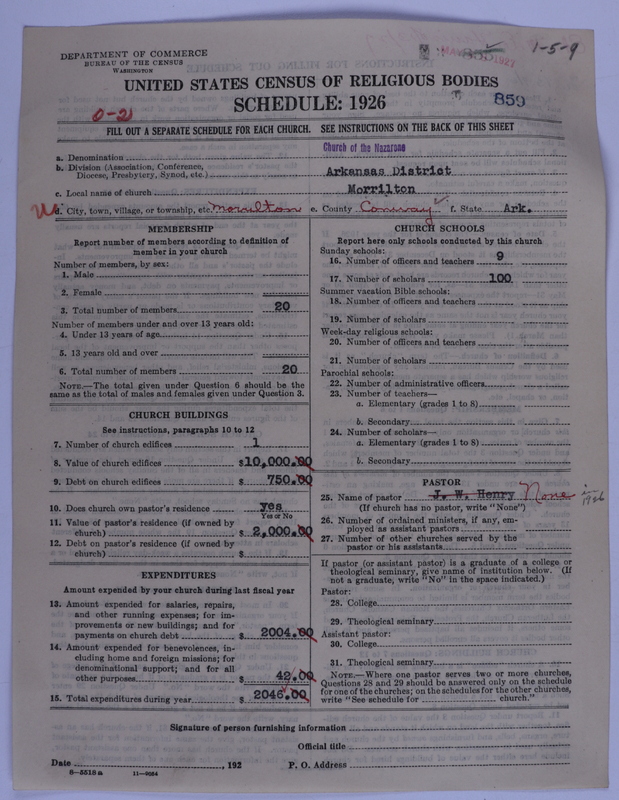 DEPARTMENT OF COMMERCE
BUREAU OF THE CENSUS
WASHINGTON
1-5-9
855
1927
UNITED STATES CENSUS OF RELIGIOUS BODIES
SCHEDULE: 1926
859
0-2
FILL OUT A SEPARATE SCHEDULE FOR EACH CHURCH. SEE INSTRUCTIONS ON THE BACK OF THIS SHEET
a. Denomination Church of the Nazarene
b. Division (Association, Conference, Diocese, Presbytery, Synod, etc.) Arkansas District
c. Local name of church Morrilton
d. City, town, village, or township, etc. Morrilton e. County Conway f. State Ark.
MEMBERSHIP
Report number of members according to definition of
member in your church
Number of members, by sex:
1. Male
2. Female
3. Total number of members 20
Number of members under and over 13 years old:
4. Under 13 years of age
5. 13 years old and over
6. Total number of members 20
NOTE.—The total given under Question 6 should be the
same as the total of males and females given under Question 3.
CHURCH BUILDINGS
See instructions, paragraphs 10 to 12
7. Number of church edifices 1
8. Value of church edifices $10,000.00
9. Debt on church edifices $ 750.00
10. Does church own pastor's residence yes
Yes or No
11. Value of pastor's residence (if owned by
church) $ 2,000.00
12. Debt on pastor's residence (if owned by
church) $
EXPENDITURES
Amount expended by your church during last fiscal year
13. Amount expended for salaries, repairs,
and other running expenses; for im-
provements or new buildings; and for
payments on church debt $ 2004.00
14. Amount expended for benevolences, in-
cluding home and foreign missions; for
denominational support; and for all
other purposes $ 42.00
15. Total expenditures during year $ 2046.00
CHURCH SCHOOLS
Report here only schools conducted by this church
Sunday schools:
16. Number of officers and teachers 9
17. Number of scholars 100
Summer vacation Bible schools:
18. Number of officers and teachers
19. Number of scholars
Week-day religious schools:
20. Number of officers and teachers
21. Number of scholars
Parochial schools:
22. Number of administrative officers
23. Number of teachers—
a. Elementary (grades 1 to 8)
b. Secondary
24. Number of scholars—
a. Elementary (grades 1 to 8)
b. Secondary
PASTOR
25. Name of pastor J. W. Henry None in 1926
(If church has no pastor, write "None")
26. Number of ordained ministers, if any, em-
ployed as assistant pastors
27. Number of other churches served by the
pastor or his assistants
If pastor (or assistant pastor) is a graduate of a college or
theological seminary, give name of institution below. (If
not a graduate, write "No" in the space indicated.)
Pastor:
28. College
29. Theological seminary
Assistant pastor:
30. College
31. Theological seminary
NOTE.—Where one pastor serves two or more churches,
Questions 28 and 29 should be answered only on the schedule
for one of the churches; on the schedules for the other churches,
write "See schedule for church."
Signature of person furnishing information
Official title
Date , 192 P. O. Address
8-5518 a 11-9684